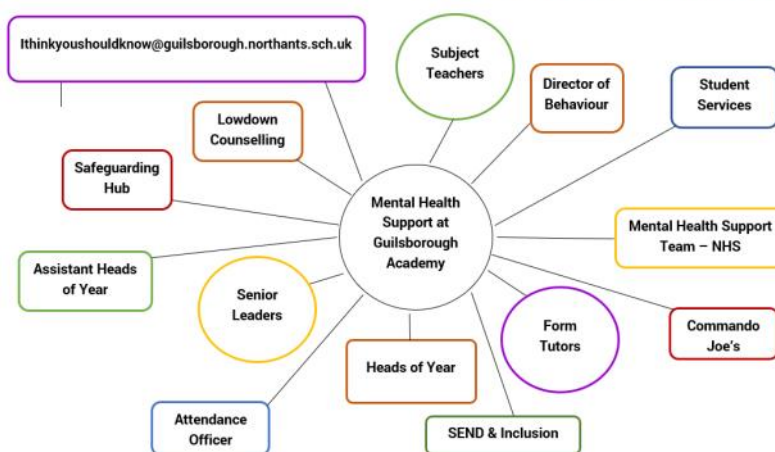 Ithinkyoushouldknow@guilsborough.northants.sch.uk
Subject
Teachers
Director of
Behaviour
Student
Services
Lowdown
Counselling
Safeguarding
Hub
Mental Health
Support at
Guilsborough
Academy
Mental Health Support
Team – NHS
Assistant Heads
of Year
Senior
Leaders
Form
Tutors
Commando
Joe's
Heads of Year
Attendance
Officer
SEND & Inclusion